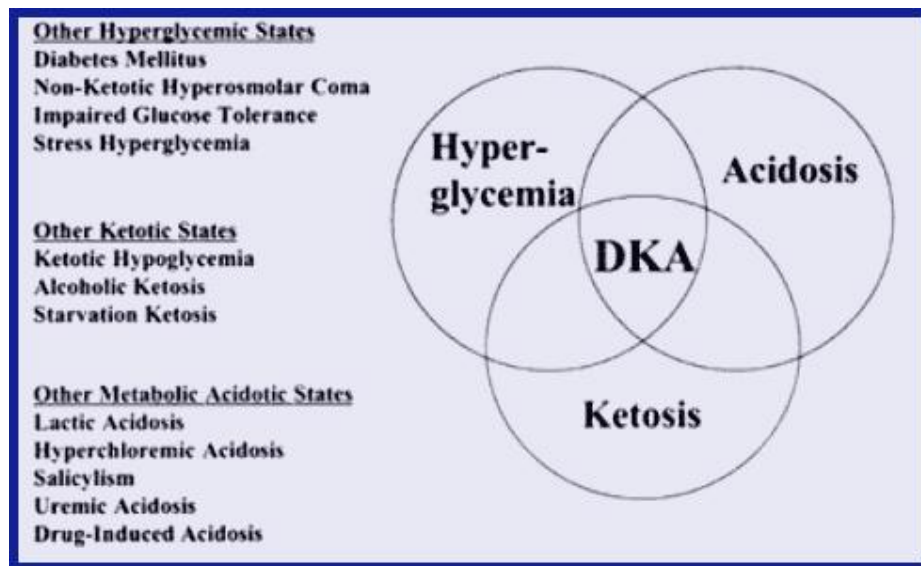 Other Hyperglycemic States
Diabetes Mellitus
Non-Ketotic Hyperosmolar Coma
Impaired Glucose Tolerance
Stress Hyperglycemia
Other Ketotic States
Ketotic Hypoglycemia
Alcoholic Ketosis
Starvation Ketosis
Other Metabolic Acidotic States
Lactic Acidosis
Hyperchloremic Acidosis
Salicylism
Uremic Acidosis
Drug-Induced Acidosis
Hyper-
glycemia
Acidosis
DKA
Ketosis